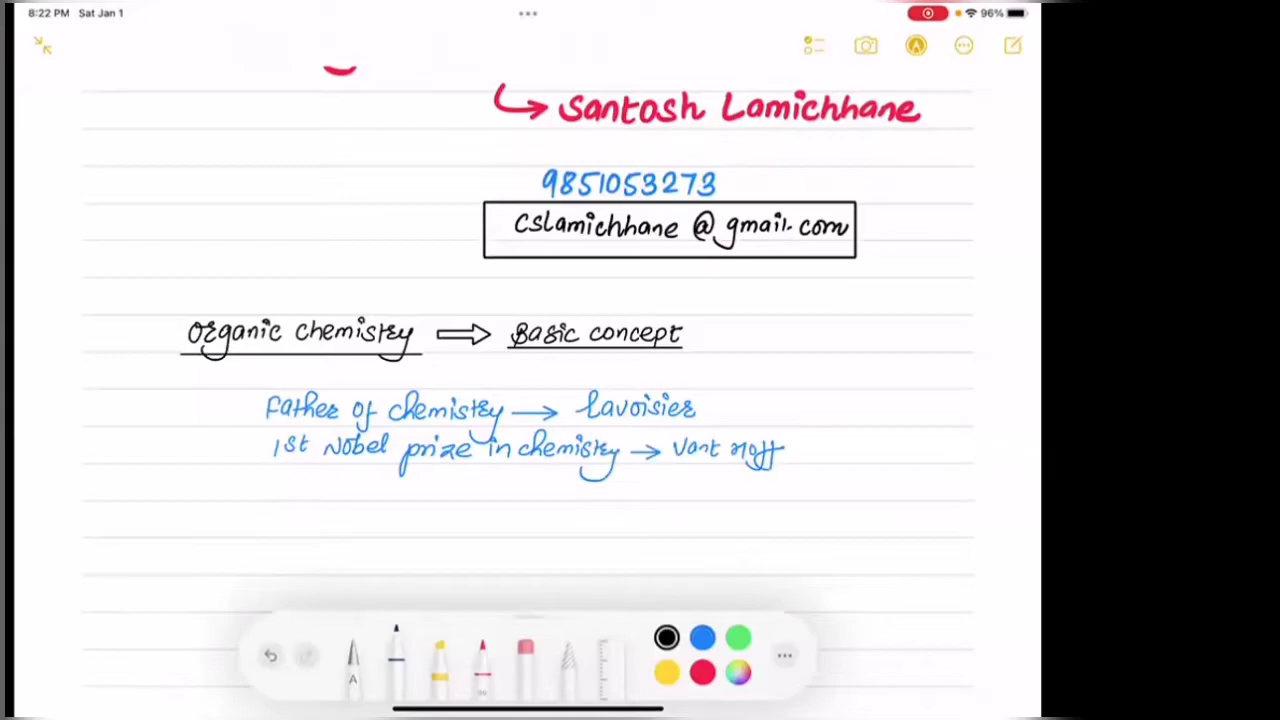 8:22 PM Sat Jan 1
96%
Santosh Lamichhane
9851053273
cslamichhane @ gmail.com
Organic chemistry ⇒ Basic concept
Father of chemistry → Lavoisier
1st Nobel prize in chemistry → Vant Hoff
A